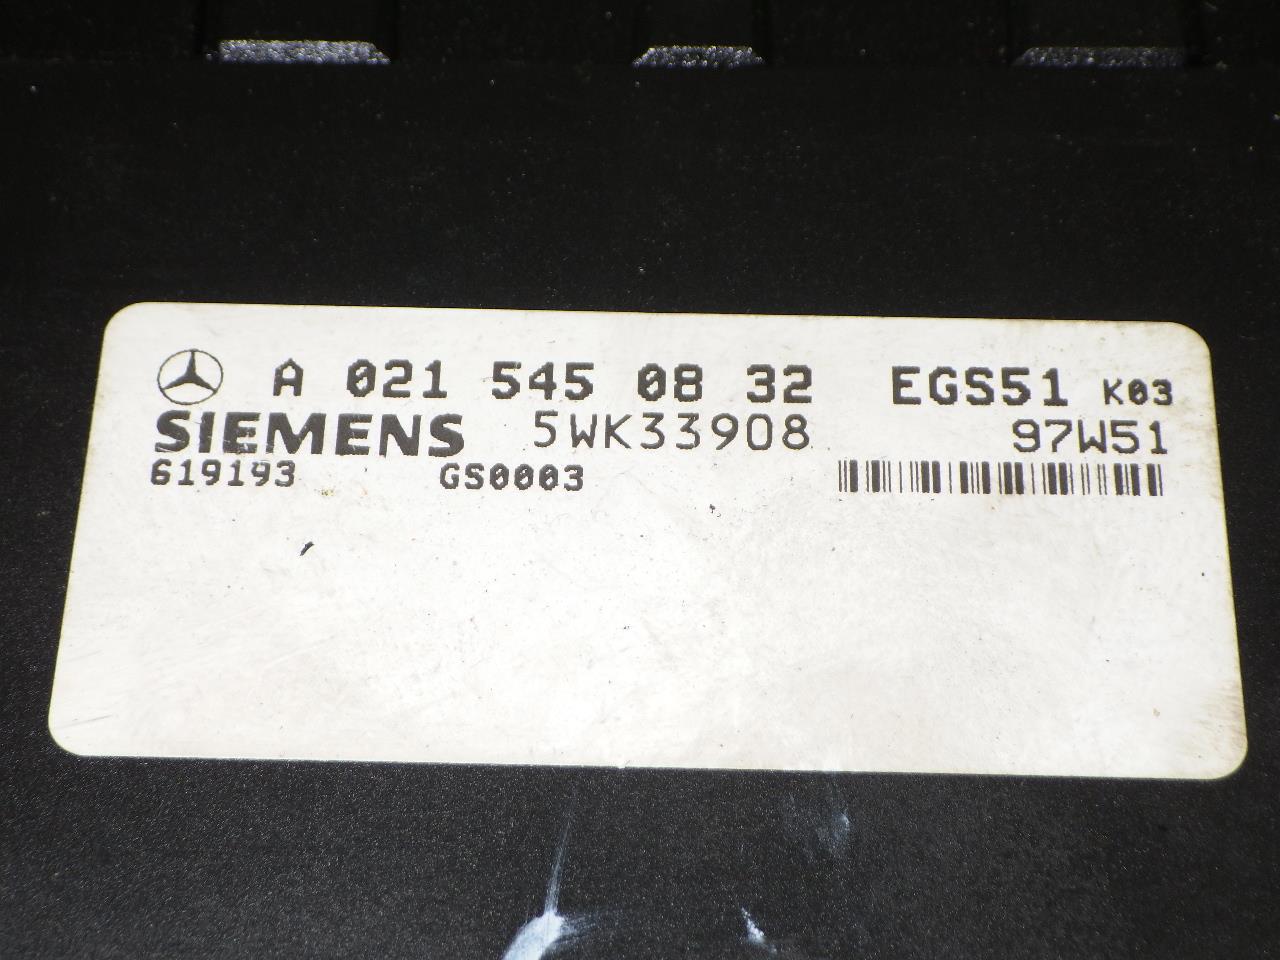 A 021 545 08 32 EGS51 K03
SIEMENS 5WK33908 97W51
619193 GS0003